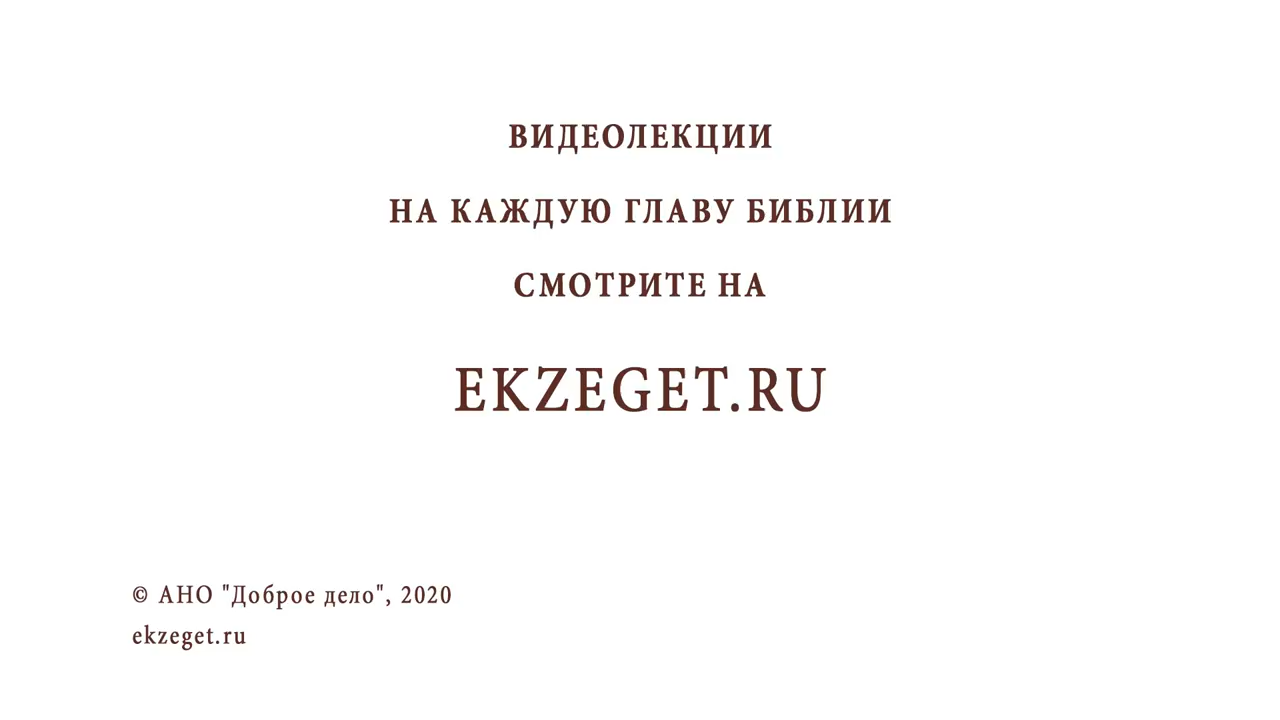 ВИДЕОЛЕКЦИИ
НА КАЖДУЮ ГЛАВУ БИБЛИИ
СМОТРИТЕ НА
EKZEGET.RU
© АНО "Доброе дело", 2020
ekzeget.ru